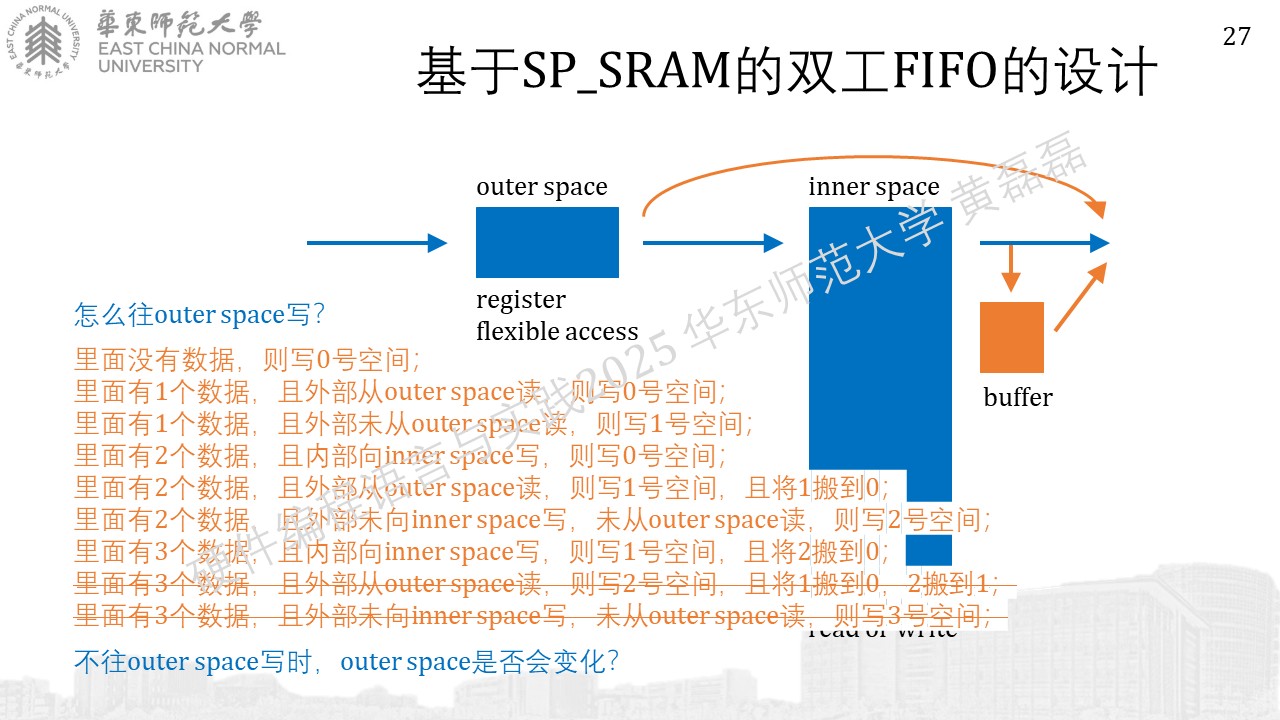 華東師范大學
EAST CHINA NORMAL
UNIVERSITY
EAST CHINA NORMAL UNIVERSITY
華東師范大學
27
基于SP_SRAM的双工FIFO的设计
outer space
inner space
register
flexible access
buffer
怎么往outer space写？
里面没有数据，则写0号空间；
里面有1个数据，且外部从outer space读，则写0号空间；
里面有1个数据，且外部未从outer space读，则写1号空间；
里面有2个数据，且内部向inner space写，则写0号空间；
里面有2个数据，且外部从outer space读，则写1号空间，且将1搬到0；
里面有2个数据，且外部未向inner space写，未从outer space读，则写2号空间；
里面有3个数据，且内部向inner space写，则写1号空间，且将2搬到0；
里面有3个数据，且外部从outer space读，则写2号空间，且将1搬到0，2搬到1；
里面有3个数据，且外部未向inner space写，未从outer space读，则写3号空间；
read or write
不往outer space写时，outer space是否会变化？
硬件编程语言与实践2025 华东师范大学 黄磊磊